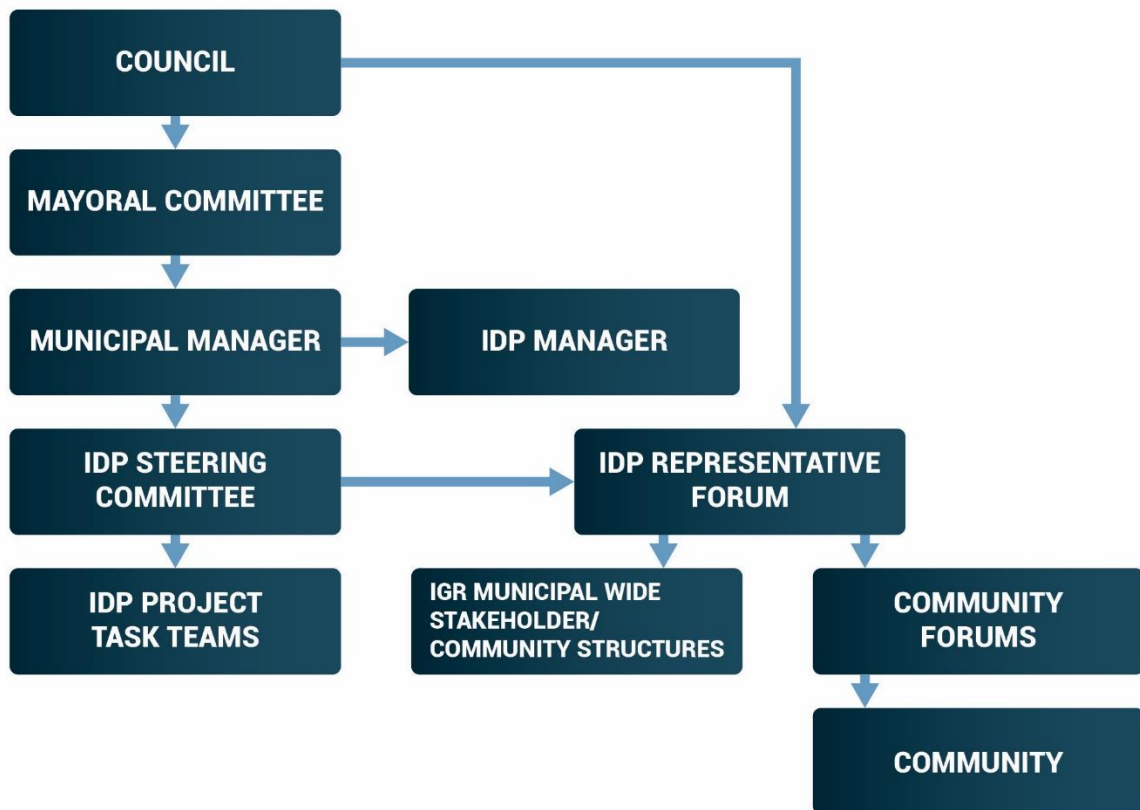 COUNCIL
MAYORAL COMMITTEE
MUNICIPAL MANAGER
IDP MANAGER
IDP STEERING
COMMITTEE
IDP REPRESENTATIVE
FORUM
IDP PROJECT
TASK TEAMS
IGR MUNICIPAL WIDE
STAKEHOLDER/
COMMUNITY STRUCTURES
COMMUNITY
FORUMS
COMMUNITY